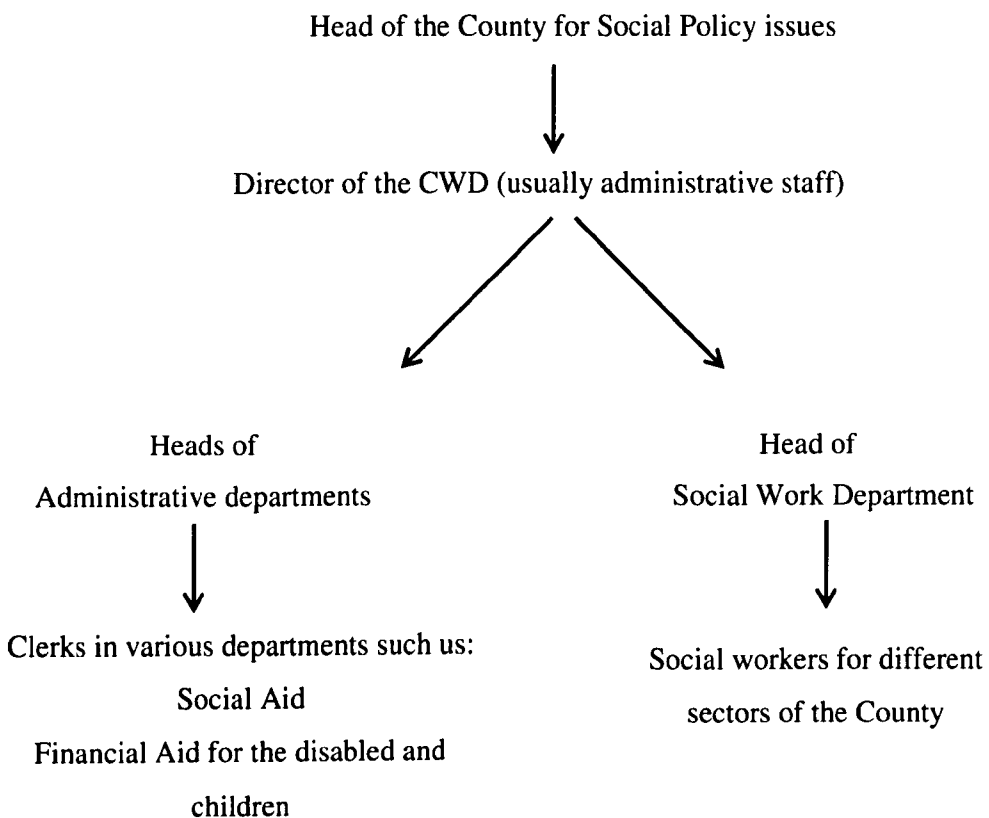 Head of the County for Social Policy issues
Director of the CWD (usually administrative staff)
Heads of
Administrative departments
Head of
Social Work Department
Clerks in various departments such us:
Social Aid
Financial Aid for the disabled and
children
Social workers for different
sectors of the County